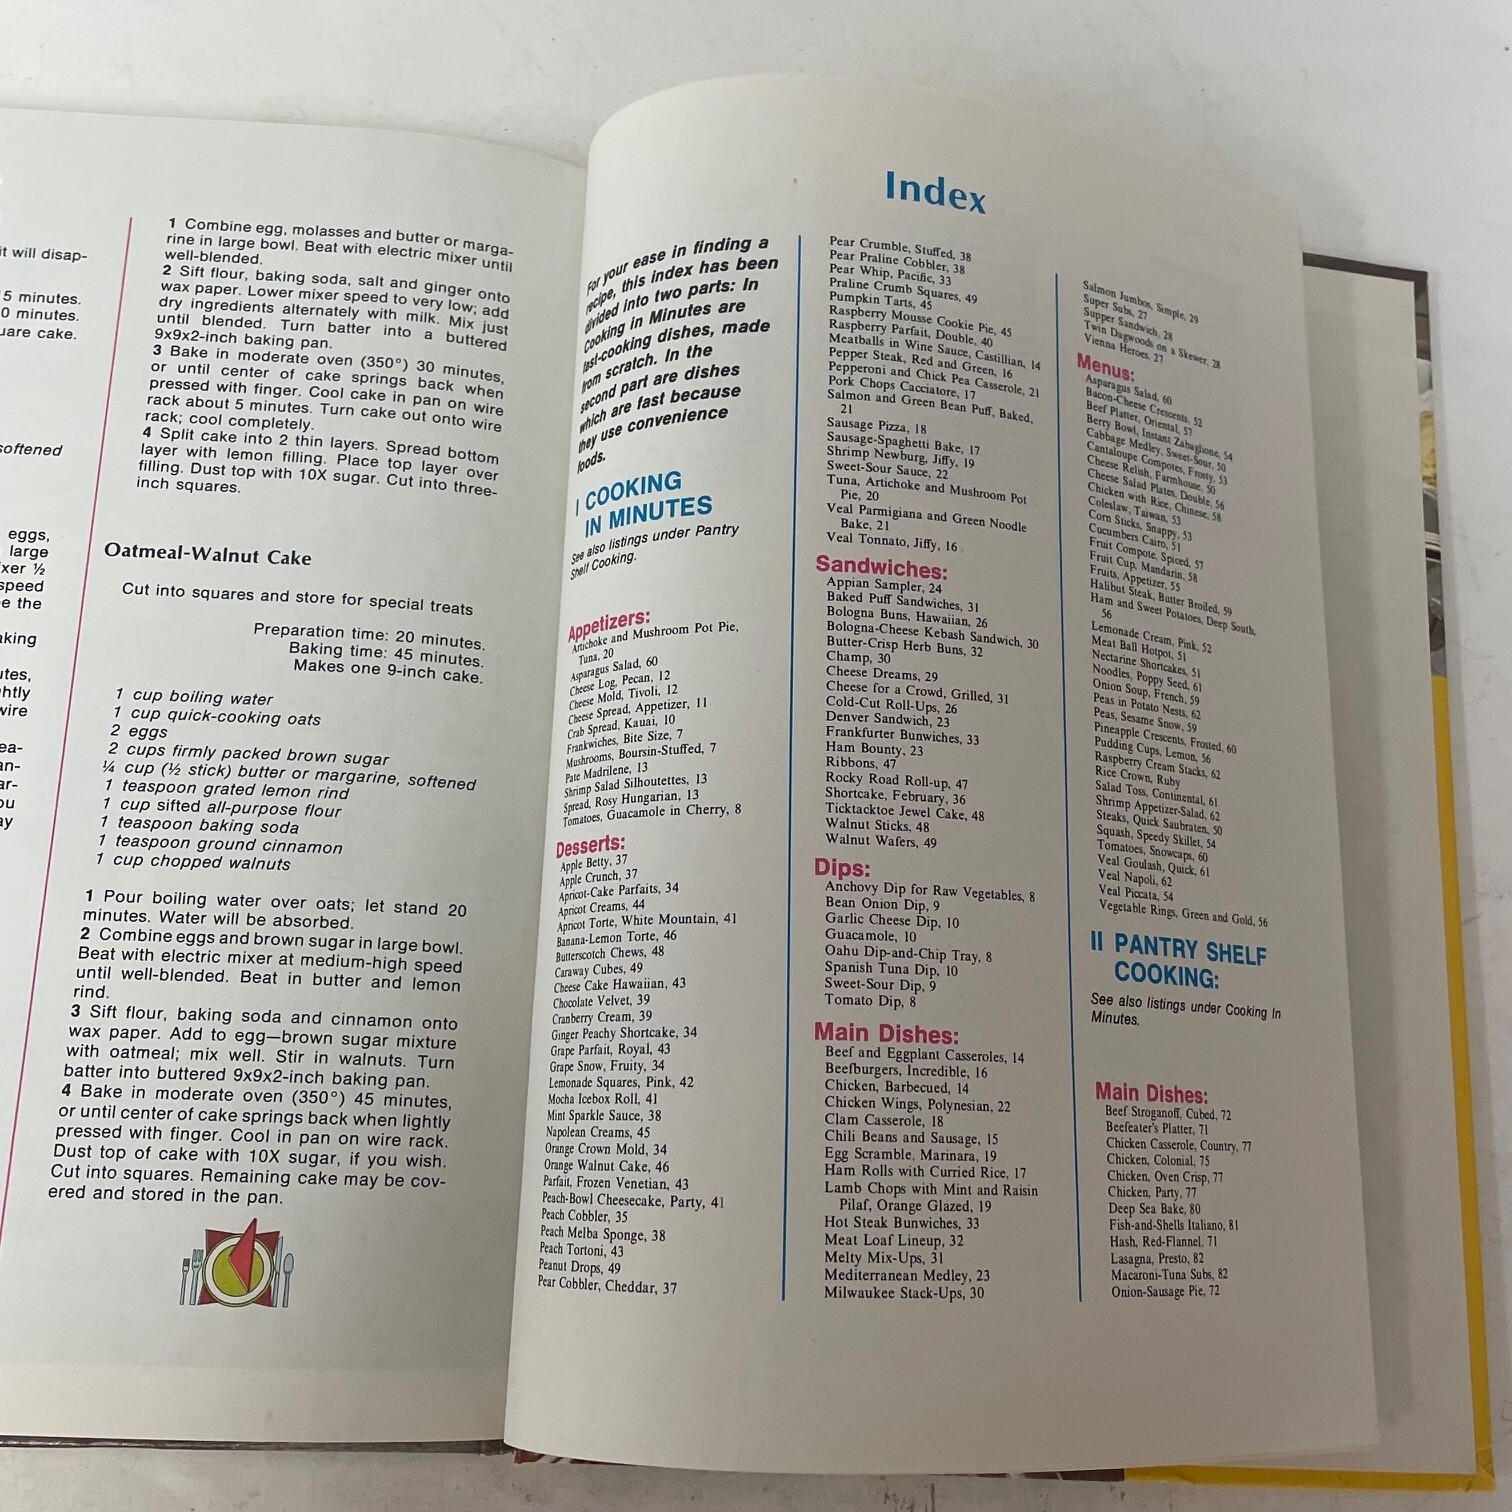 it will disap-
5 minutes.
0 minutes.
uare cake.
softened
eggs,
large
xer ½
speed
e the
aking
utes,
ghtly
wire
ea-
an-
ar-
ou
ay
1 Combine egg, molasses and butter or marga-
rine in large bowl. Beat with electric mixer until
well-blended.
2 Sift flour, baking soda, salt and ginger onto
wax paper. Lower mixer speed to very low; add
dry ingredients alternately with milk. Mix just
until blended. Turn batter into a buttered
9x9x2-inch baking pan.
3 Bake in moderate oven (350°) 30 minutes,
or until center of cake springs back when
pressed with finger. Cool cake in pan on wire
rack about 5 minutes. Turn cake out onto wire
rack; cool completely.
4 Split cake into 2 thin layers. Spread bottom
layer with lemon filling. Place top layer over
filling. Dust top with 10X sugar. Cut into three-
inch squares.
Oatmeal-Walnut Cake
Cut into squares and store for special treats
Preparation time: 20 minutes.
Baking time: 45 minutes.
Makes one 9-inch cake.
1 cup boiling water
1 cup quick-cooking oats
2 eggs
2 cups firmly packed brown sugar
¼ cup (½ stick) butter or margarine, softened
1 teaspoon grated lemon rind
1 cup sifted all-purpose flour
1 teaspoon baking soda
1 teaspoon ground cinnamon
1 cup chopped walnuts
1 Pour boiling water over oats; let stand 20
minutes. Water will be absorbed.
2 Combine eggs and brown sugar in large bowl.
Beat with electric mixer at medium-high speed
until well-blended. Beat in butter and lemon
rind.
3 Sift flour, baking soda and cinnamon onto
wax paper. Add to egg—brown sugar mixture
with oatmeal; mix well. Stir in walnuts. Turn
batter into buttered 9x9x2-inch baking pan.
4 Bake in moderate oven (350°) 45 minutes,
or until center of cake springs back when lightly
pressed with finger. Cool in pan on wire rack.
Dust top of cake with 10X sugar, if you wish.
Cut into squares. Remaining cake may be cov-
ered and stored in the pan.
Index
For your ease in finding a
recipe, this index has been
divided into two parts: In
Cooking in Minutes are
fast-cooking dishes, made
from scratch. In the
second part are dishes
which are fast because
they use convenience
foods.
I COOKING
IN MINUTES
See also listings under Pantry
Shelf Cooking.
Appetizers:
Artichoke and Mushroom Pot Pie,
Tuna, 20
Asparagus Salad, 60
Cheese Log, Pecan, 12
Cheese Mold, Tivoli, 12
Cheese Spread, Appetizer, 11
Crab Spread, Kauai, 10
Frankwiches, Bite Size, 7
Mushrooms, Boursin-Stuffed, 7
Pate Madrilene, 13
Shrimp Salad Silhouttetes, 13
Spread, Rosy Hungarian, 13
Tomatoes, Guacamole in Cherry, 8
Desserts:
Apple Betty, 37
Apple Crunch, 37
Apricot-Cake Parfaits, 34
Apricot Creams, 44
Apricot Torte, White Mountain, 41
Banana-Lemon Torte, 46
Butterscotch Chews, 48
Caraway Cubes, 49
Cheese Cake Hawaiian, 43
Chocolate Velvet, 39
Cranberry Cream, 39
Ginger Peachy Shortcake, 34
Grape Parfait, Royal, 43
Grape Snow, Fruity, 34
Lemonade Squares, Pink, 42
Mocha Icebox Roll, 41
Mint Sparkle Sauce, 38
Napolean Creams, 45
Orange Crown Mold, 34
Orange Walnut Cake, 46
Parfait, Frozen Venetian, 43
Peach-Bowl Cheesecake, Party, 41
Peach Cobbler, 35
Peach Melba Sponge, 38
Peach Tortoni, 43
Peanut Drops, 49
Pear Cobbler, Cheddar, 37
Pear Crumble, Stuffed, 38
Pear Praline Cobbler, 38
Pear Whip, Pacific, 33
Praline Crumb Squares, 49
Pumpkin Tarts, 45
Raspberry Mousse Cookie Pie, 45
Raspberry Parfait, Double, 40
Meatballs in Wine Sauce, Castillian, 14
Pepper Steak, Red and Green, 16
Pepperoni and Chick Pea Casserole, 21
Pork Chops Cacciatore, 17
Salmon and Green Bean Puff, Baked,
21
Sausage Pizza, 18
Sausage-Spaghetti Bake, 17
Shrimp Newburg, Jiffy, 19
Sweet-Sour Sauce, 22
Tuna, Artichoke and Mushroom Pot
Pie, 20
Veal Parmigiana and Green Noodle
Bake, 21
Veal Tonnato, Jiffy, 16
Sandwiches:
Appian Sampler, 24
Baked Puff Sandwiches, 31
Bologna Buns, Hawaiian, 26
Bologna-Cheese Kebash Sandwich, 30
Butter-Crisp Herb Buns, 32
Champ, 30
Cheese Dreams, 29
Cheese for a Crowd, Grilled, 31
Cold-Cut Roll-Ups, 26
Denver Sandwich, 23
Frankfurter Bunwiches, 33
Ham Bounty, 23
Ribbons, 47
Rocky Road Roll-up, 47
Shortcake, February, 36
Ticktacktoe Jewel Cake, 48
Walnut Sticks, 48
Walnut Wafers, 49
Dips:
Anchovy Dip for Raw Vegetables, 8
Bean Onion Dip, 9
Garlic Cheese Dip, 10
Guacamole, 10
Oahu Dip-and-Chip Tray, 8
Spanish Tuna Dip, 10
Sweet-Sour Dip, 9
Tomato Dip, 8
Main Dishes:
Beef and Eggplant Casseroles, 14
Beefburgers, Incredible, 16
Chicken, Barbecued, 14
Chicken Wings, Polynesian, 22
Clam Casserole, 18
Chili Beans and Sausage, 15
Egg Scramble, Marinara, 19
Ham Rolls with Curried Rice, 17
Lamb Chops with Mint and Raisin
Pilaf, Orange Glazed, 19
Hot Steak Bunwiches, 33
Meat Loaf Lineup, 32
Melty Mix-Ups, 31
Mediterranean Medley, 23
Milwaukee Stack-Ups, 30
Salmon Jumbos, Simple, 29
Super Subs, 27
Supper Sandwich, 28
Twin Dagwoods on a Skewer, 28
Vienna Heroes, 27
Menus:
Asparagus Salad, 60
Bacon-Cheese Crescents, 52
Beef Platter, Oriental, 57
Berry Bowl, Instant Zabaglione, 54
Cabbage Medley, Sweet-Sour, 50
Cantaloupe Compotes, Frosty, 53
Cheese Relish, Farmhouse, 50
Cheese Salad Plates, Double, 56
Chicken with Rice, Chinese, 58
Coleslaw, Taiwan, 53
Corn Sticks, Snappy, 53
Cucumbers Cairo, 51
Fruit Compote, Spiced, 57
Fruit Cup, Mandarin, 58
Fruits, Appetizer, 55
Halibut Steak, Butter Broiled, 59
Ham and Sweet Potatoes, Deep South,
56
Lemonade Cream, Pink, 52
Meat Ball Hotpot, 51
Nectarine Shortcakes, 51
Noodles, Poppy Seed, 61
Onion Soup, French, 59
Peas in Potato Nests, 62
Peas, Sesame Snow, 59
Pineapple Crescents, Frosted, 60
Pudding Cups, Lemon, 56
Raspberry Cream Stacks, 62
Rice Crown, Ruby
Salad Toss, Continental, 61
Shrimp Appetizer-Salad, 62
Steaks, Quick Saubraten, 50
Squash, Speedy Skillet, 54
Tomatoes, Snowcaps, 60
Veal Goulash, Quick, 61
Veal Napoli, 62
Veal Piccata, 54
Vegetable Rings, Green and Gold, 56
II PANTRY SHELF
COOKING:
See also listings under Cooking In
Minutes.
Main Dishes:
Beef Stroganoff, Cubed, 72
Beefeater's Platter, 71
Chicken Casserole, Country, 77
Chicken, Colonial, 75
Chicken, Oven Crisp, 77
Chicken, Party, 77
Deep Sea Bake, 80
Fish-and-Shells Italiano, 81
Hash, Red-Flannel. 71
Lasagna, Presto, 82
Macaroni-Tuna Subs, 82
Onion-Sausage Pie, 72